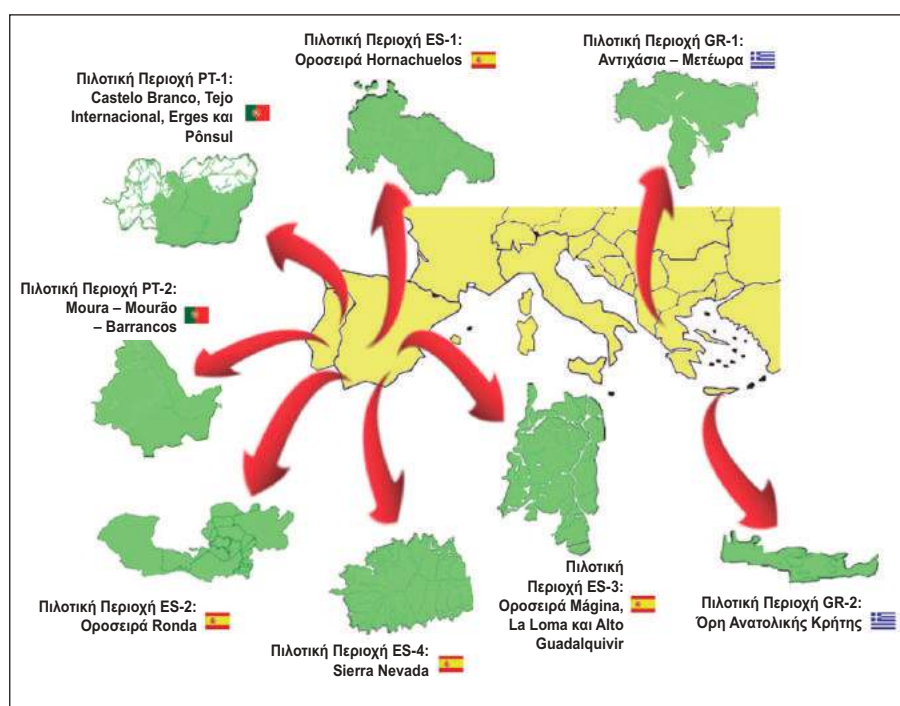 Πιλοτική Περιοχή ES-1:
Οροσειρά Hornachuelos
Πιλοτική Περιοχή GR-1:
Αντιχάσια – Μετέωρα
Πιλοτική Περιοχή PT-1:
Castelo Branco, Tejo
Internacional, Erges και
Pônsul
Πιλοτική Περιοχή PT-2:
Moura – Mourão
– Barrancos
Πιλοτική Περιοχή ES-2:
Οροσειρά Ronda
Πιλοτική Περιοχή ES-4:
Sierra Nevada
Πιλοτική
Περιοχή ES-3:
Οροσειρά Mágina,
La Loma και Alto
Guadalquivir
Πιλοτική Περιοχή GR-2:
Όρη Ανατολικής Κρήτης